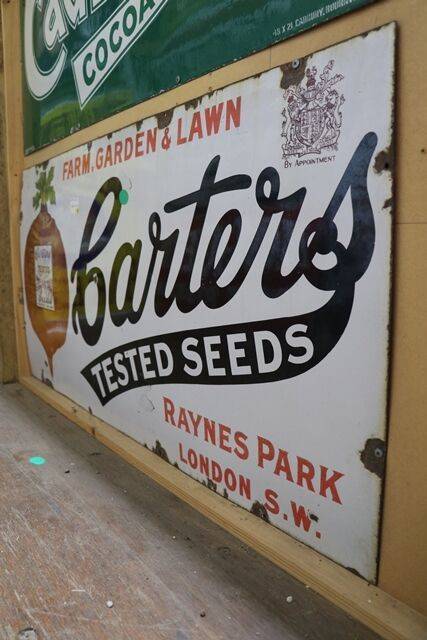 COCOA
FARM, GARDEN & LAWN
BY APPOINTMENT
Carters
TESTED SEEDS
RAYNES PARK
LONDON S.W.